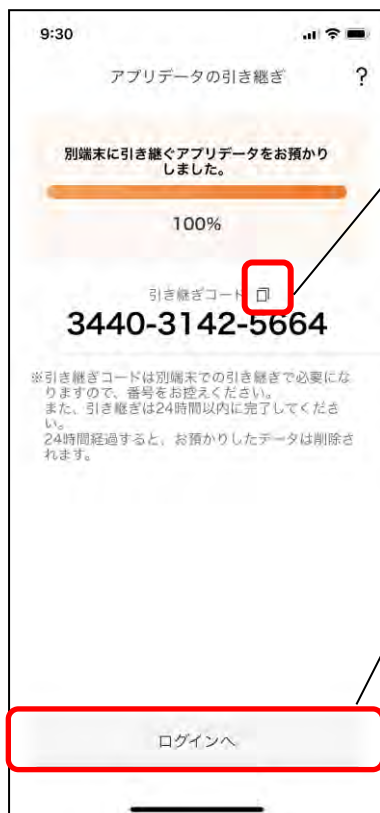 9:30
アプリデータの引き継ぎ
?
別端末に引き継ぐアプリデータをお預かり
しました。
100%
引き継ぎコード
3440-3142-5664
※引き継ぎコードは別端末での引き継ぎで必要にな
りますので、番号をお控えください。
また、引き継ぎは24時間以内に完了してくださ
い。
24時間経過すると、お預かりしたデータは削除さ
れます。
ログインへ